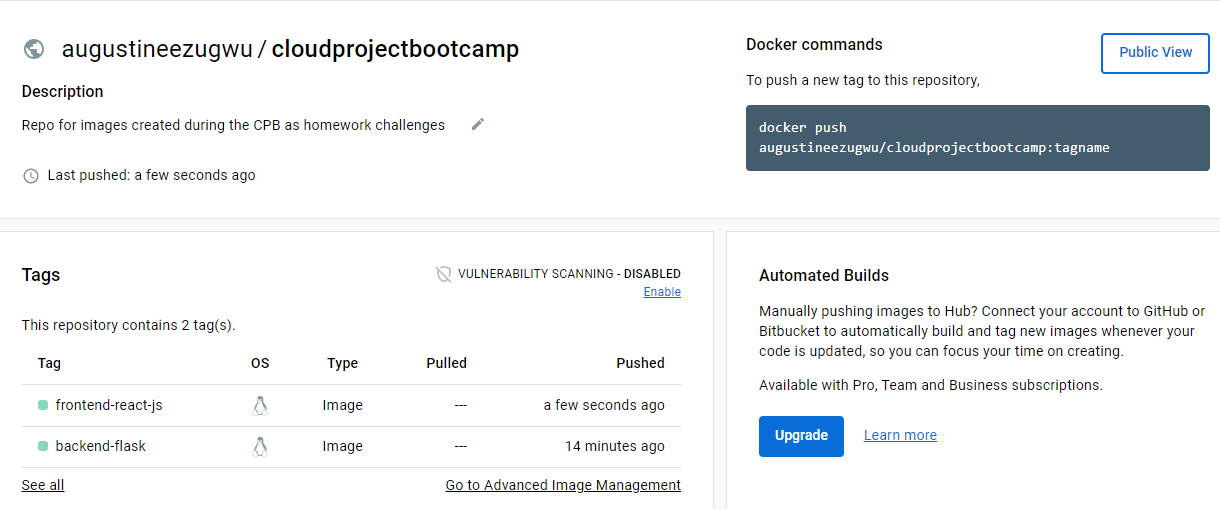 augustineezugwu / cloudprojectbootcamp
Description
Repo for images created during the CPB as homework challenges
Last pushed: a few seconds ago
Docker commands
Public View
To push a new tag to this repository,
docker push
augustineezugwu/cloudprojectbootcamp:tagname
Tags
VULNERABILITY SCANNING - DISABLED
Enable
This repository contains 2 tag(s).
Tag OS Type Pulled Pushed
frontend-react-js Image --- a few seconds ago
backend-flask Image --- 14 minutes ago
See all Go to Advanced Image Management
Automated Builds
Manually pushing images to Hub? Connect your account to GitHub or
Bitbucket to automatically build and tag new images whenever your
code is updated, so you can focus your time on creating.
Available with Pro, Team and Business subscriptions.
Upgrade Learn more